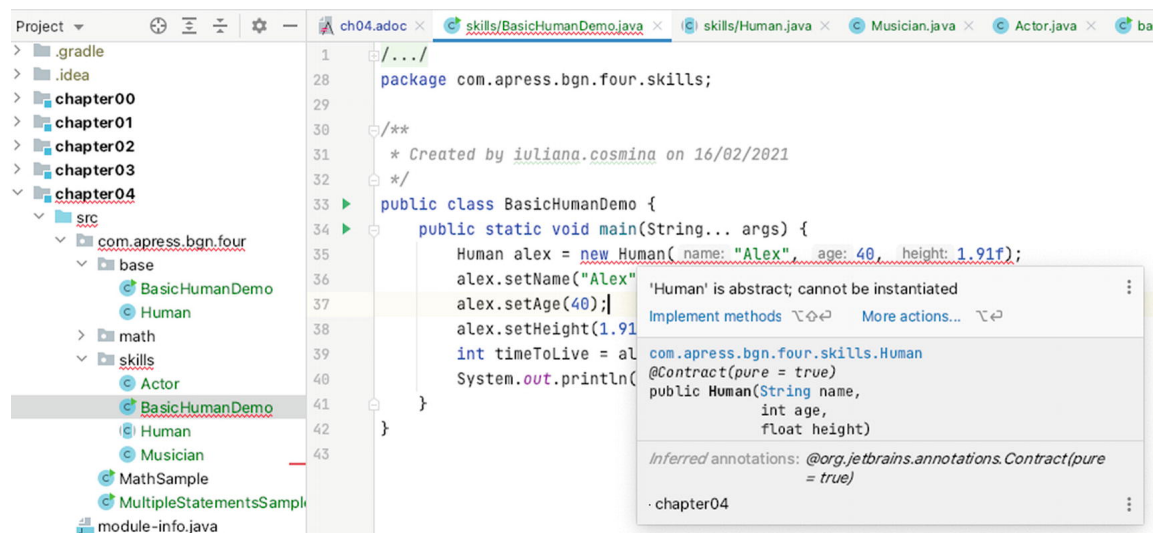 Project
.gradle
.idea
chapter00
chapter01
chapter02
chapter03
chapter04
src
com.apress.bgn.four
base
BasicHumanDemo
Human
math
skills
Actor
BasicHumanDemo
Human
Musician
MathSample
MultipleStatementsSampl
module-info.java
ch04.adoc skills/BasicHumanDemo.java skills/Human.java Musician.java Actor.java ba
1 /.../
28 package com.apress.bgn.four.skills;
29
30 /**
31 * Created by iuliana.cosmina on 16/02/2021
32 */
33 public class BasicHumanDemo {
34 public static void main(String... args) {
35 Human alex = new Human( name: "Alex", age: 40, height: 1.91f);
36 alex.setName("Alex"
37 alex.setAge(40);
38 alex.setHeight(1.91
39 int timeToLive = al
40 System.out.println(
41 }
42 }
43
'Human' is abstract; cannot be instantiated
Implement methods ⌥⇧⏎ More actions... ⌥⏎
com.apress.bgn.four.skills.Human
@Contract(pure = true)
public Human(String name,
int age,
float height)
Inferred annotations: @org.jetbrains.annotations.Contract(pure
= true)
chapter04